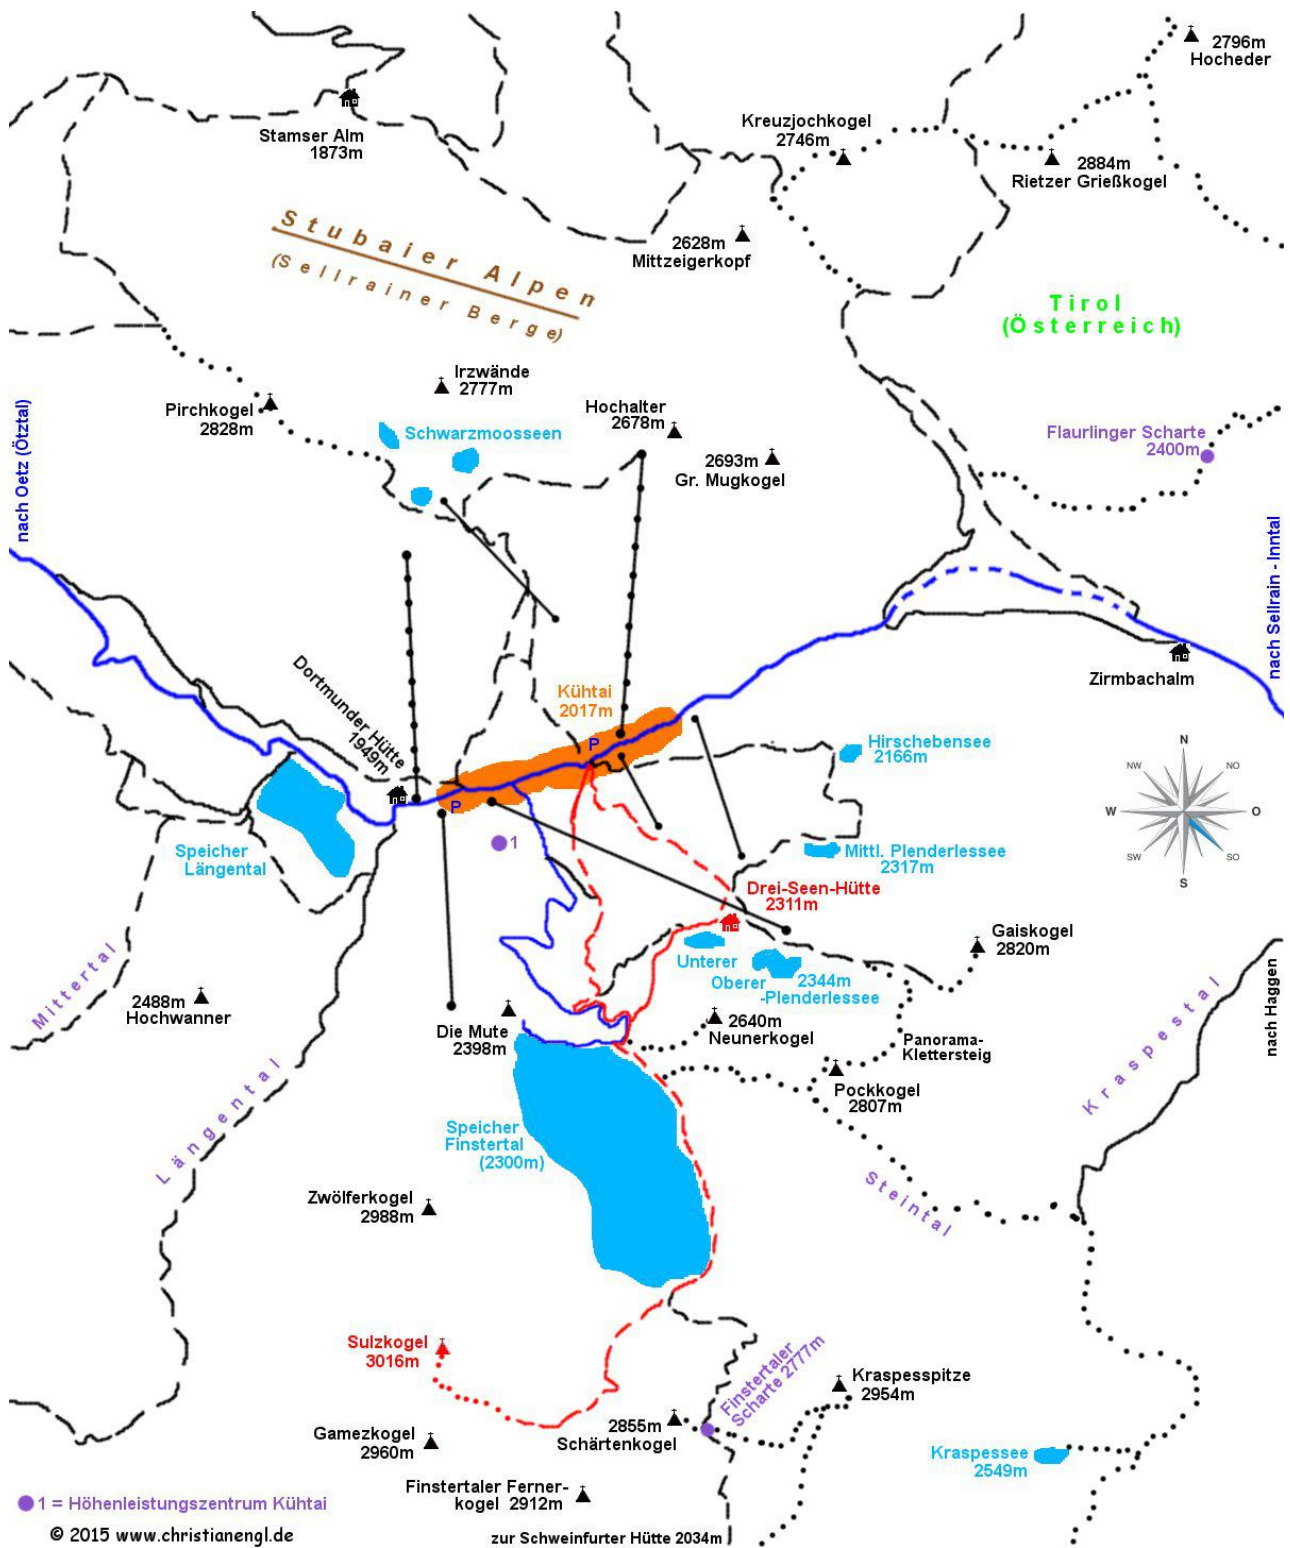 2796m
Hocheder
Kreuzjochkogel
2746m
Stamser Alm
1873m
2884m
Rietzer Grießkogel
Stubaier Alpen
(Sellrainer Berge)
2628m
Mittzeigerkopf
Tirol
(Österreich)
Irzwände
2777m
Pirchkogel
2828m
Schwarzmoosseen
Hochalter
2678m
2693m
Gr. Mugkogel
Flaurlinger Scharte
2400m
nach Oetz (Ötztal)
nach Sellrain - Inntal
Dortmunder Hütte
1949m
Kühtai
2017m
P
P
Zirmbachalm
Hirschebensee
2166m
N
NW
NO
W
O
SW
SO
S
1
Speicher
Längental
Mittl. Plenderlessee
2317m
Drei-Seen-Hütte
2311m
Gaiskogel
2820m
Unterer
Oberer
2344m
-Plenderlessee
Mittertal
2488m
Hochwanner
Die Mute
2398m
2640m
Neunerkogel
Panorama-
Klettersteig
Kraspestal
nach Haggen
Pockkogel
2807m
Längental
Speicher
Finstertal
(2300m)
Steintal
Zwölferkogel
2988m
Sulzkogel
3016m
Finstertaler
Scharte 2777m
Kraspesspitze
2954m
Gamezkogel
2960m
2855m
Schärtenkogel
Kraspessee
2549m
Finstertaler Ferner-
kogel 2912m
1 = Höhenleistungszentrum Kühtai
© 2015 www.christianengl.de
zur Schweinfurter Hütte 2034m